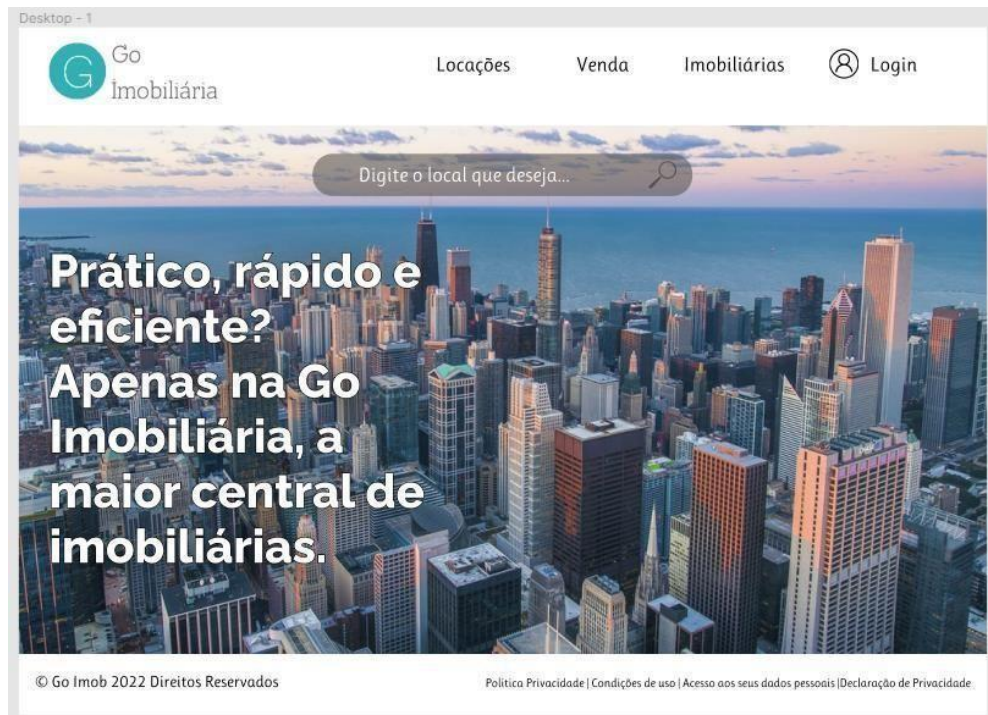 Desktop - 1
G
Go
Imobiliária
Locações
Venda
Imobiliárias
Login
Digite o local que deseja...
Prático, rápido e
eficiente?
Apenas na Go
Imobiliária, a
maior central de
imobiliárias.
© Go Imob 2022 Direitos Reservados
Politica Privacidade | Condições de uso | Acesso aos seus dados pessoais |Declaração de Privacidade